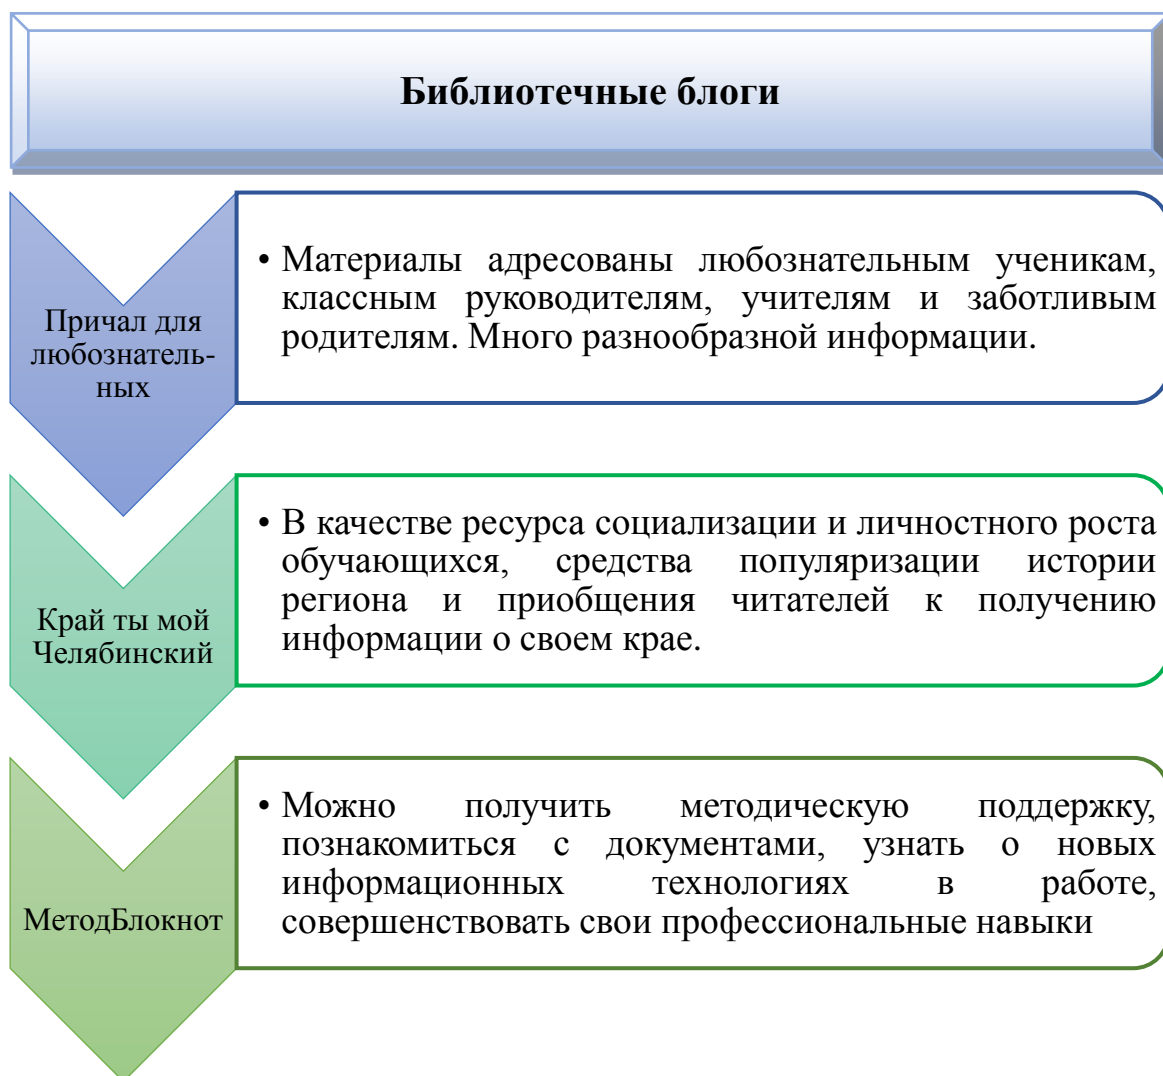 Библиотечные блоги
Причал для
любознатель-
ных
• Материалы адресованы любознательным ученикам,
классным руководителям, учителям и заботливым
родителям. Много разнообразной информации.
Край ты мой
Челябинский
• В качестве ресурса социализации и личностного роста
обучающихся, средства популяризации истории
региона и приобщения читателей к получению
информации о своем крае.
МетодБлокнот
• Можно получить методическую поддержку,
познакомиться с документами, узнать о новых
информационных технологиях в работе,
совершенствовать свои профессиональные навыки